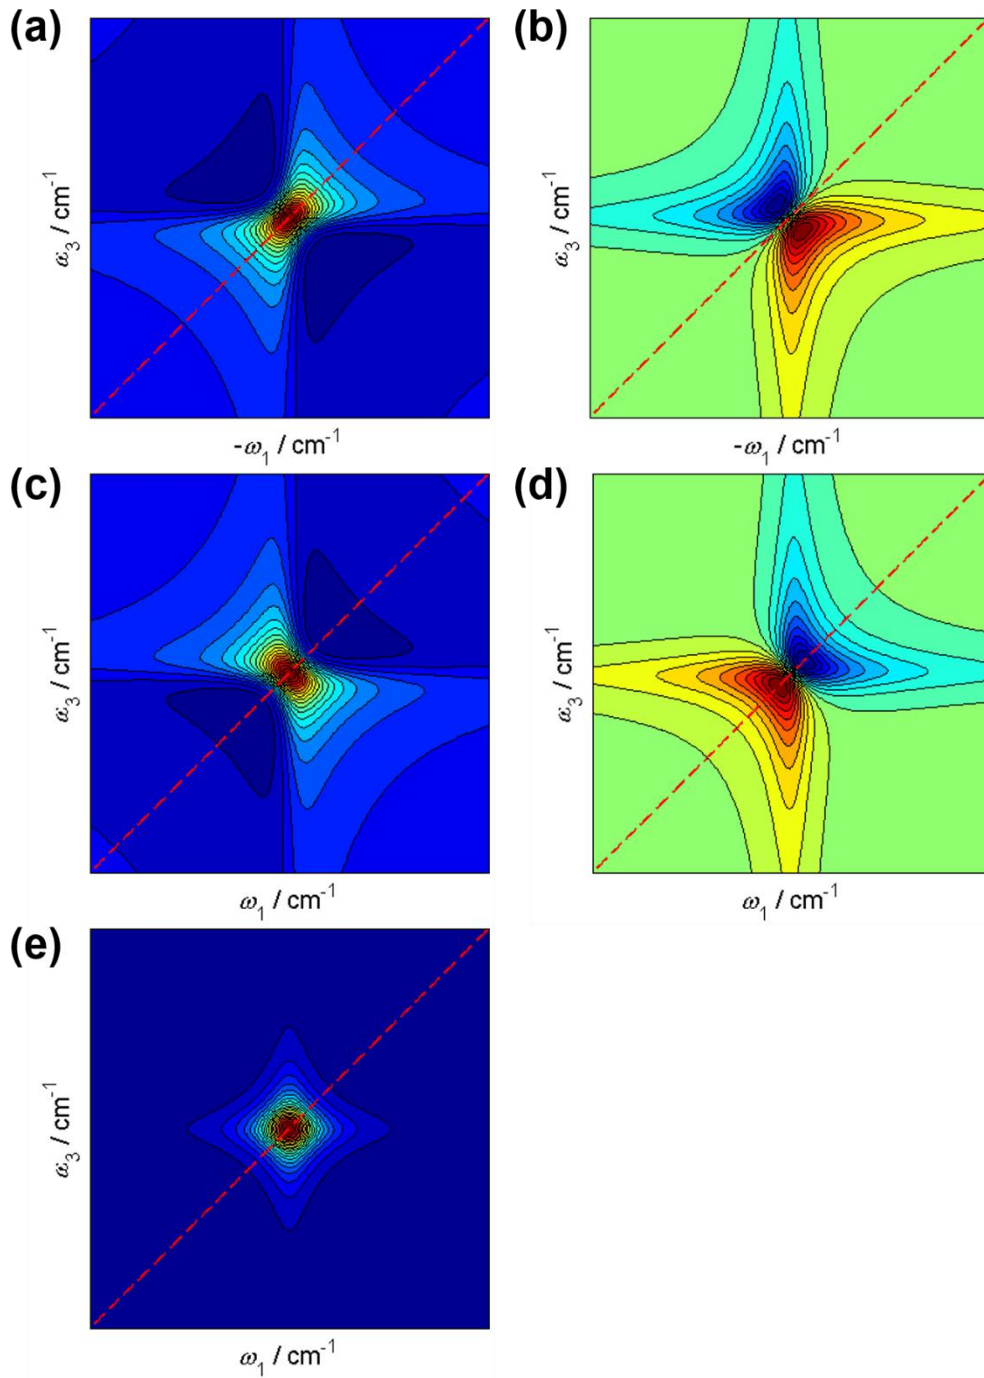 (a) (b)
ω₃ / cm⁻¹ ω₃ / cm⁻¹
-ω₁ / cm⁻¹ -ω₁ / cm⁻¹
(c) (d)
ω₃ / cm⁻¹ ω₃ / cm⁻¹
ω₁ / cm⁻¹ ω₁ / cm⁻¹
(e)
ω₃ / cm⁻¹
ω₁ / cm⁻¹